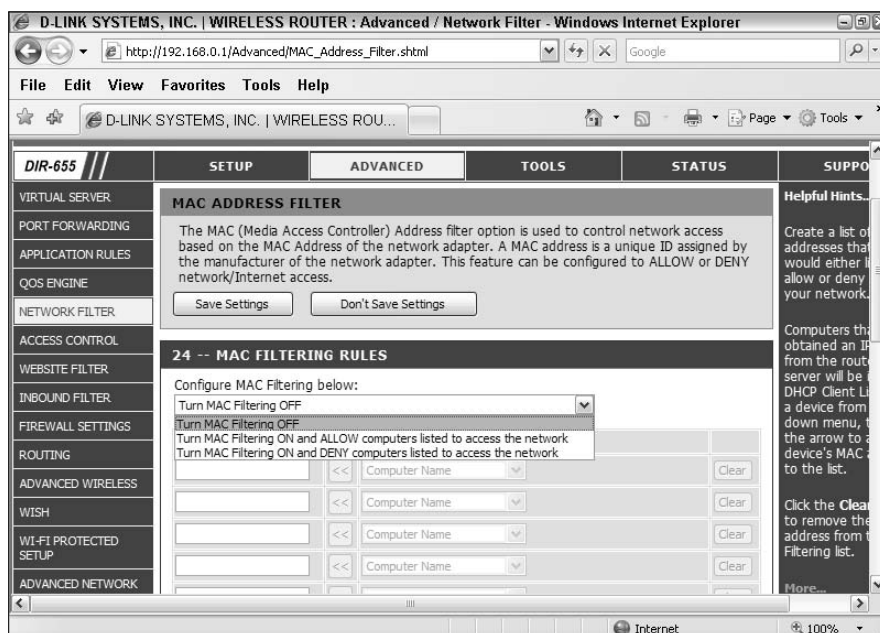 D-LINK SYSTEMS, INC. | WIRELESS ROUTER : Advanced / Network Filter - Windows Internet Explorer
http://192.168.0.1/Advanced/MAC_Address_Filter.shtml
Google
File Edit View Favorites Tools Help
D-LINK SYSTEMS, INC. | WIRELESS ROU...
Page
Tools
DIR-655
SETUP
ADVANCED
TOOLS
STATUS
SUPPO
VIRTUAL SERVER
PORT FORWARDING
APPLICATION RULES
QOS ENGINE
NETWORK FILTER
ACCESS CONTROL
WEBSITE FILTER
INBOUND FILTER
FIREWALL SETTINGS
ROUTING
ADVANCED WIRELESS
WISH
WI-FI PROTECTED
SETUP
ADVANCED NETWORK
MAC ADDRESS FILTER
The MAC (Media Access Controller) Address filter
option is used to control network access
based on the MAC Address of the network adapter. A MAC address is a unique ID assigned by
the manufacturer of the network adapter. This feature can be configured to ALLOW or DENY
network/Internet access.
Save Settings
Don't Save Settings
24 -- MAC FILTERING RULES
Configure MAC Filtering below:
Turn MAC Filtering OFF
Turn MAC Filtering OFF
Turn MAC Filtering ON and ALLOW computers listed to access the network
Turn MAC Filtering ON and DENY computers listed to access the network
<< Computer Name Clear
<< Computer Name Clear
<< Computer Name Clear
<< Computer Name Clear
Helpful Hints..
Create a list of
addresses that
would either li
allow or deny
your network.
Computers tha
obtained an IP
from the route
server will be i
DHCP Client Li
a device from
down menu, t
the arrow to a
device's MAC a
to the list.
Click the Clear
to remove the
address from t
Filtering list.
More...
Internet
100%